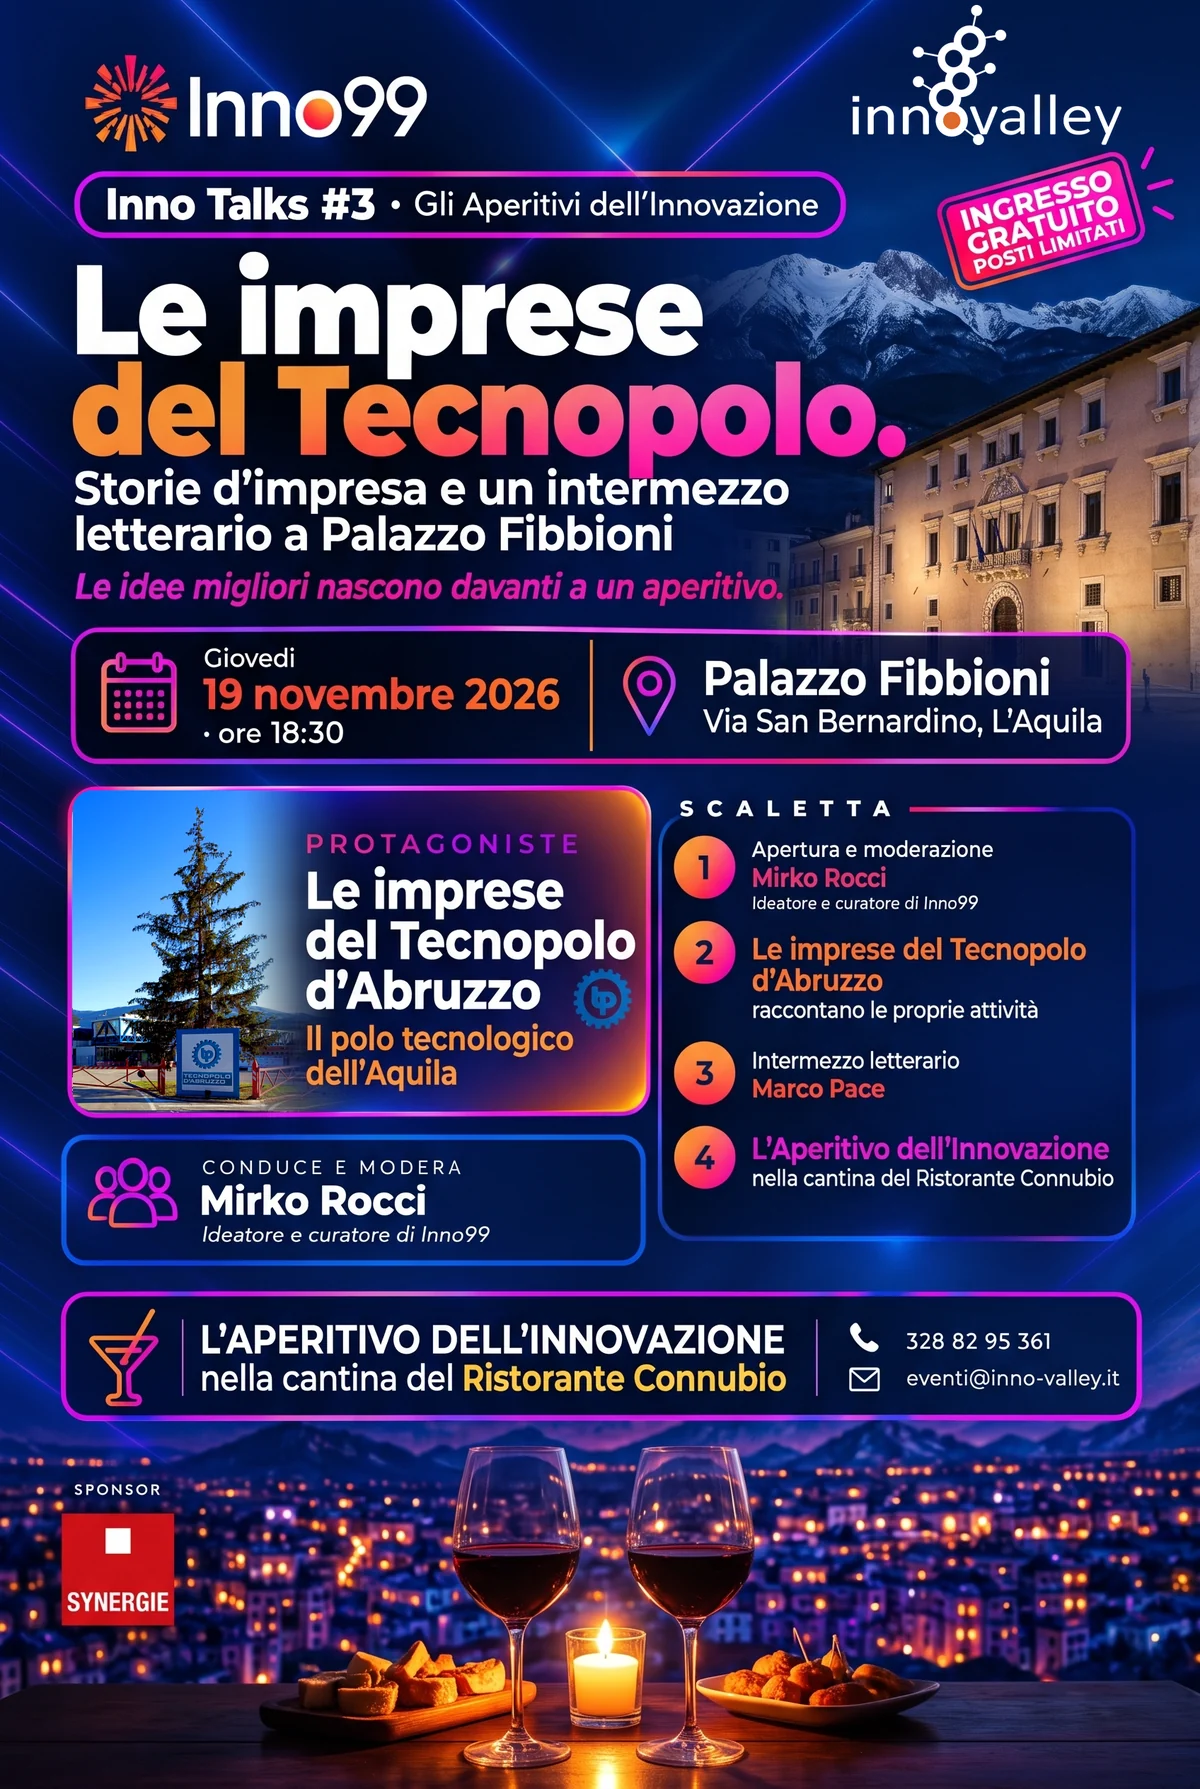 Inno99
innovalley
Inno Talks #3 • Gli Aperitivi dell'Innovazione
INGRESSO
GRATUITO
POSTI LIMITATI
Le imprese
del Tecnopolo.
Storie d'impresa e un intermezzo
letterario a Palazzo Fibbioni
Le idee migliori nascono davanti a un aperitivo.
Giovedi
19 novembre 2026
• ore 18:30
Palazzo Fibbioni
Via San Bernardino, L'Aquila
PROTAGONISTE
Le imprese
del Tecnopolo
d'Abruzzo
Il polo tecnologico
dell'Aquila
tp
tp
TECNOPOLO
D'ABRUZZO
SCALETTA
1
Apertura e moderazione
Mirko Rocci
Ideatore e curatore di Inno99
2
Le imprese del Tecnopolo
d'Abruzzo
raccontano le proprie attività
3
Intermezzo letterario
Marco Pace
4
L'Aperitivo dell'Innovazione
nella cantina del Ristorante Connubio
CONDUCE E MODERA
Mirko Rocci
Ideatore e curatore di Inno99
L'APERITIVO DELL'INNOVAZIONE
nella cantina del Ristorante Connubio
328 82 95 361
eventi@inno-valley.it
SPONSOR
SYNERGIE